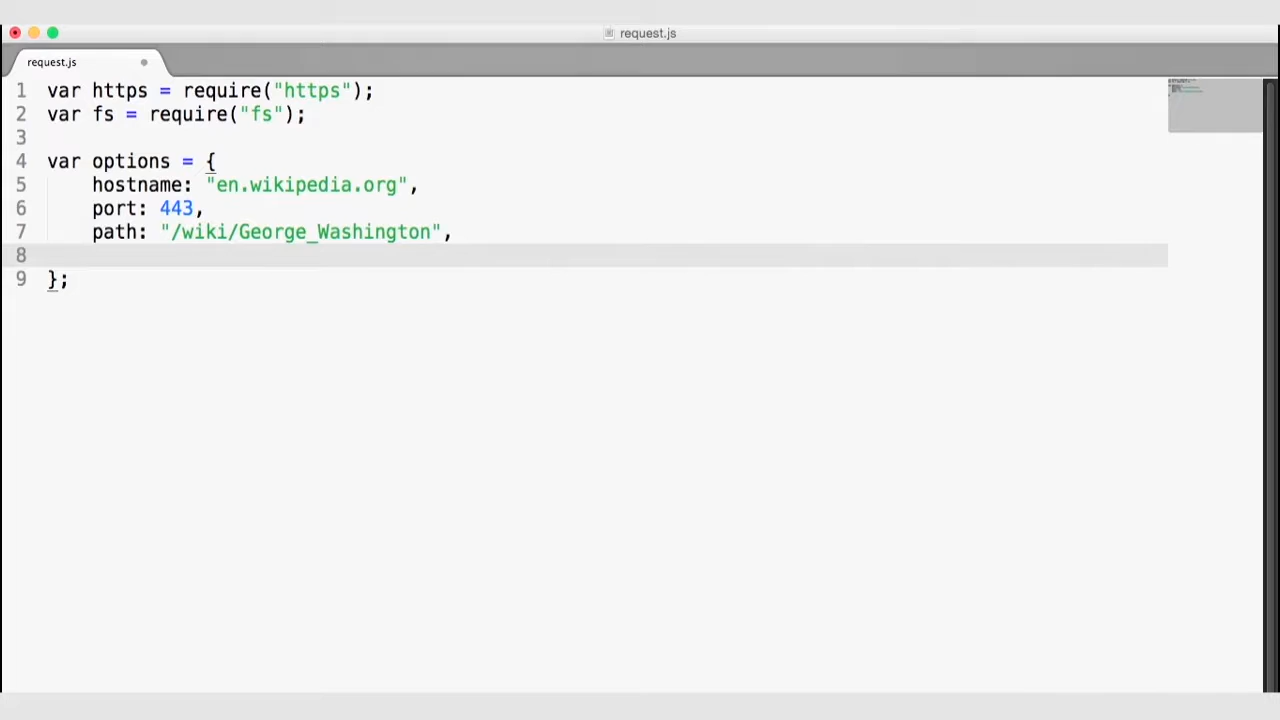 request.js
request.js
1 var https = require("https");
2 var fs = require("fs");
3
4 var options = {
5     hostname: "en.wikipedia.org",
6     port: 443,
7     path: "/wiki/George_Washington",
8
9 };